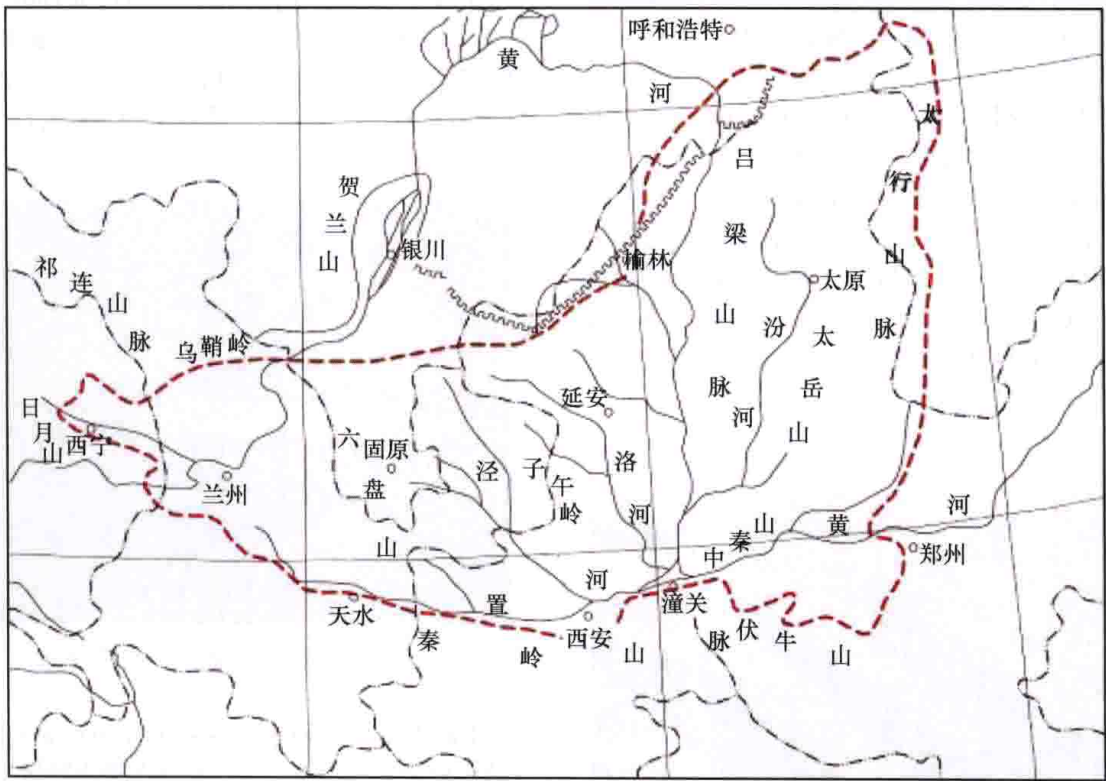 呼和浩特
黄
河
贺兰山
银川
吕梁山脉
太行山脉
榆林
太原
祁连山脉
乌鞘岭
汾河
太岳山
延安
日月山
西宁
兰州
六盘山
固原
泾
子午岭
洛河
河
中秦山
黄
河
郑州
天水
置
西安
潼关
秦岭山脉
伏牛山